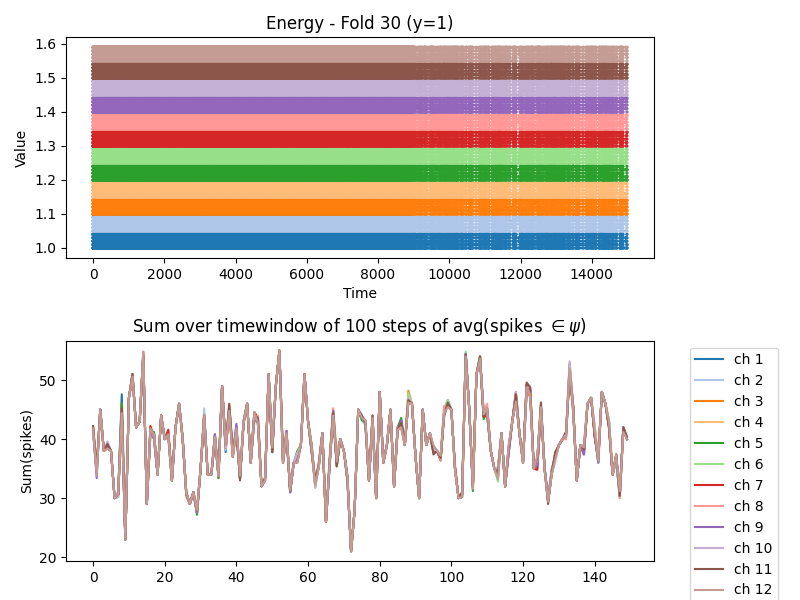 Energy - Fold 30 (y=1)
1.6
1.5
1.4
1.3
1.2
1.1
1.0
Value
0 2000 4000 6000 8000 10000 12000 14000
Time
Sum over timewindow of 100 steps of avg(spikes ∈ ψ)
50
40
30
20
Sum(spikes)
0 20 40 60 80 100 120 140
ch 1
ch 2
ch 3
ch 4
ch 5
ch 6
ch 7
ch 8
ch 9
ch 10
ch 11
ch 12